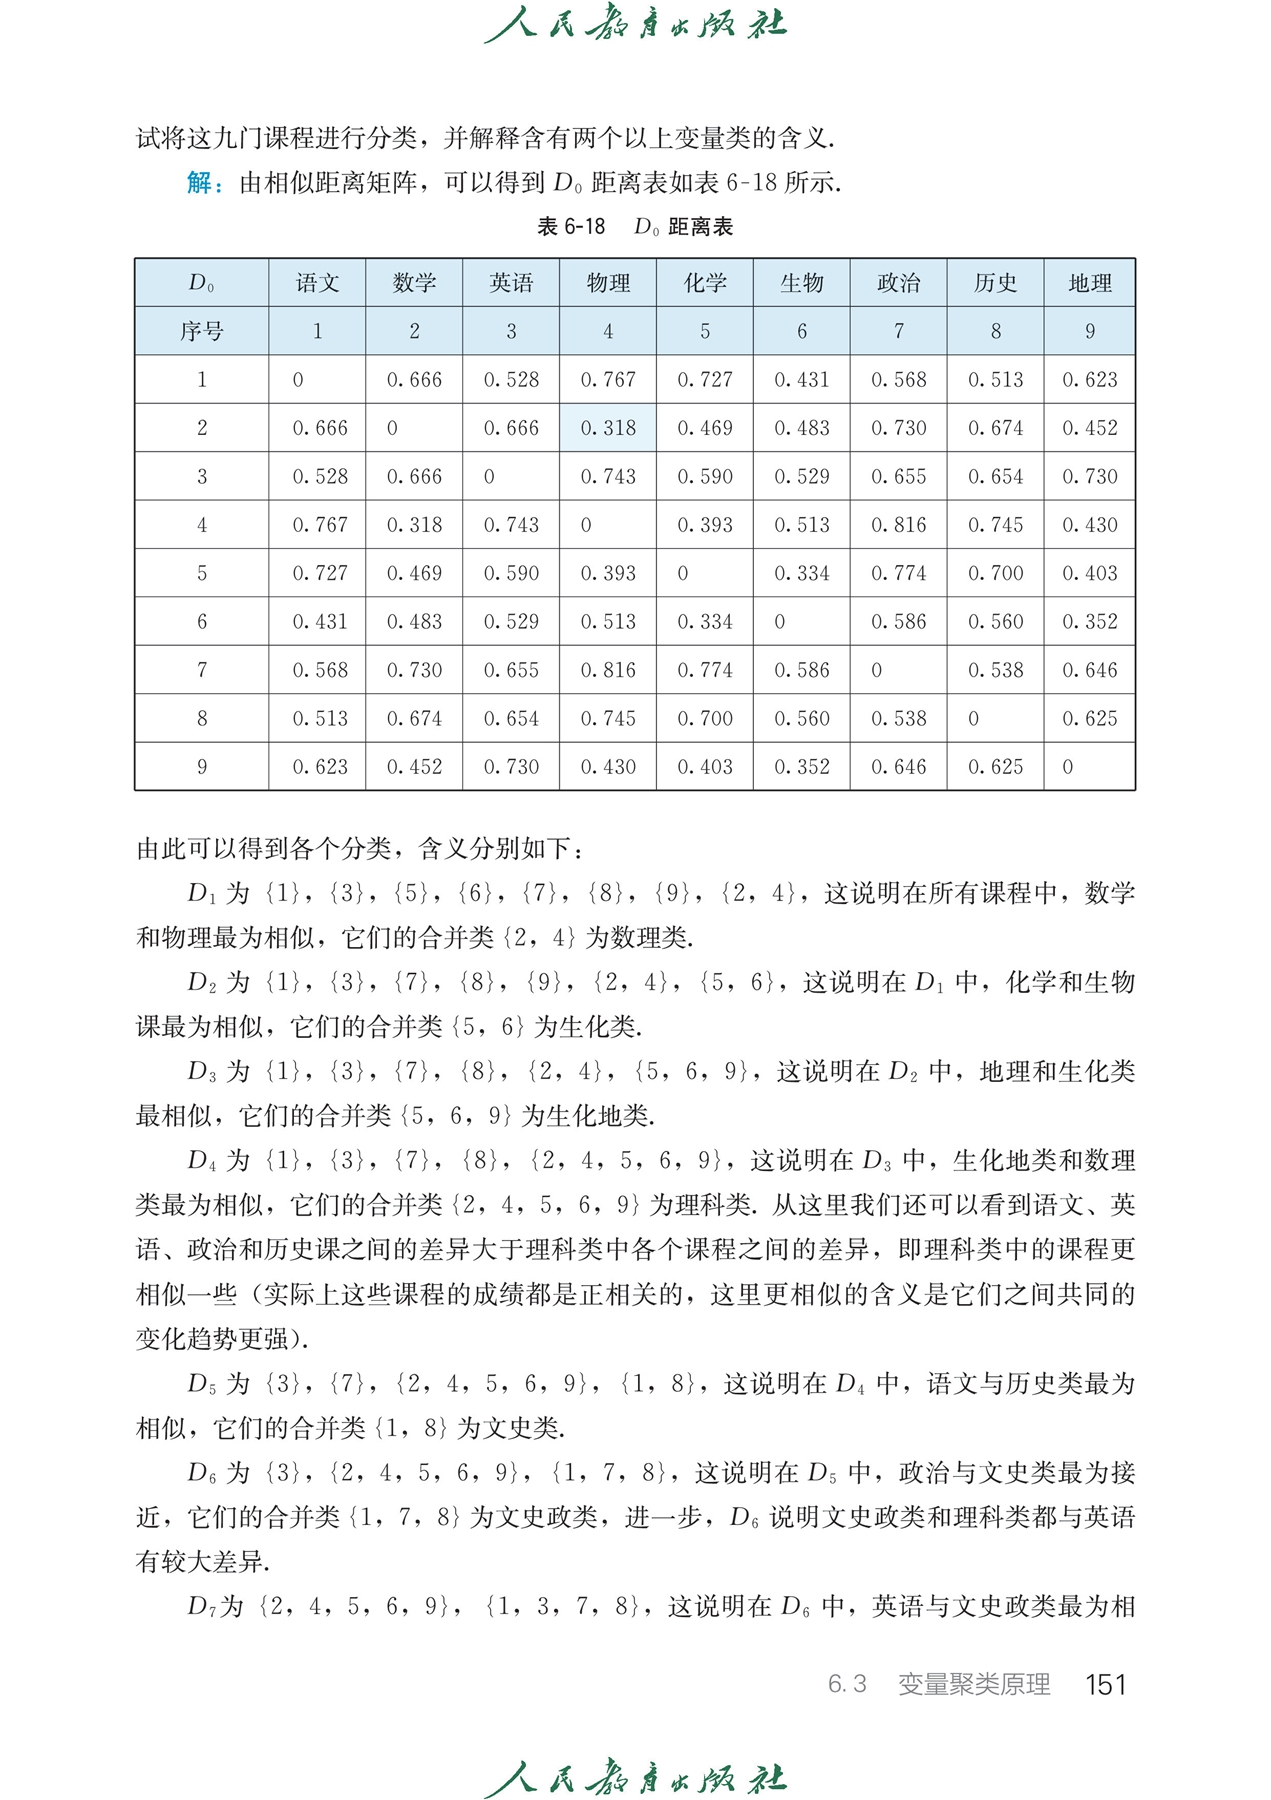 人民教育出版社
试将这九门课程进行分类，并解释含有两个以上变量类的含义.
解：由相似距离矩阵，可以得到 D₀ 距离表如表 6-18 所示.
表 6-18 D₀ 距离表
D₀ 语文 数学 英语 物理 化学 生物 政治 历史 地理
序号 1 2 3 4 5 6 7 8 9
1 0 0.666 0.528 0.767 0.727 0.431 0.568 0.513 0.623
2 0.666 0 0.666 0.318 0.469 0.483 0.730 0.674 0.452
3 0.528 0.666 0 0.743 0.590 0.529 0.655 0.654 0.730
4 0.767 0.318 0.743 0 0.393 0.513 0.816 0.745 0.430
5 0.727 0.469 0.590 0.393 0 0.334 0.774 0.700 0.403
6 0.431 0.483 0.529 0.513 0.334 0 0.586 0.560 0.352
7 0.568 0.730 0.655 0.816 0.774 0.586 0 0.538 0.646
8 0.513 0.674 0.654 0.745 0.700 0.560 0.538 0 0.625
9 0.623 0.452 0.730 0.430 0.403 0.352 0.646 0.625 0
由此可以得到各个分类，含义分别如下：
D₁ 为 {1}，{3}，{5}，{6}，{7}，{8}，{9}，{2，4}，这说明在所有课程中，数学
和物理最为相似，它们的合并类 {2，4} 为数理类.
D₂ 为 {1}，{3}，{7}，{8}，{9}，{2，4}，{5，6}，这说明在 D₁ 中，化学和生物
课最为相似，它们的合并类 {5，6} 为生化类.
D₃ 为 {1}，{3}，{7}，{8}，{2，4}，{5，6，9}，这说明在 D₂ 中，地理和生化类
最相似，它们的合并类 {5，6，9} 为生化地类.
D₄ 为 {1}，{3}，{7}，{8}，{2，4，5，6，9}，这说明在 D₃ 中，生化地类和数理
类最为相似，它们的合并类 {2，4，5，6，9} 为理科类. 从这里我们还可以看到语文、英
语、政治和历史课之间的差异大于理科类中各个课程之间的差异，即理科类中的课程更
相似一些（实际上这些课程的成绩都是正相关的，这里更相似的含义是它们之间共同的
变化趋势更强）.
D₅ 为 {3}，{7}，{2，4，5，6，9}，{1，8}，这说明在 D₄ 中，语文与历史类最为
相似，它们的合并类 {1，8} 为文史类.
D₆ 为 {3}，{2，4，5，6，9}，{1，7，8}，这说明在 D₅ 中，政治与文史类最为接
近，它们的合并类 {1，7，8} 为文史政类，进一步，D₆ 说明文史政类和理科类都与英语
有较大差异.
D₇为 {2，4，5，6，9}，{1，3，7，8}，这说明在 D₆ 中，英语与文史政类最为相
6.3 变量聚类原理 151
人民教育出版社